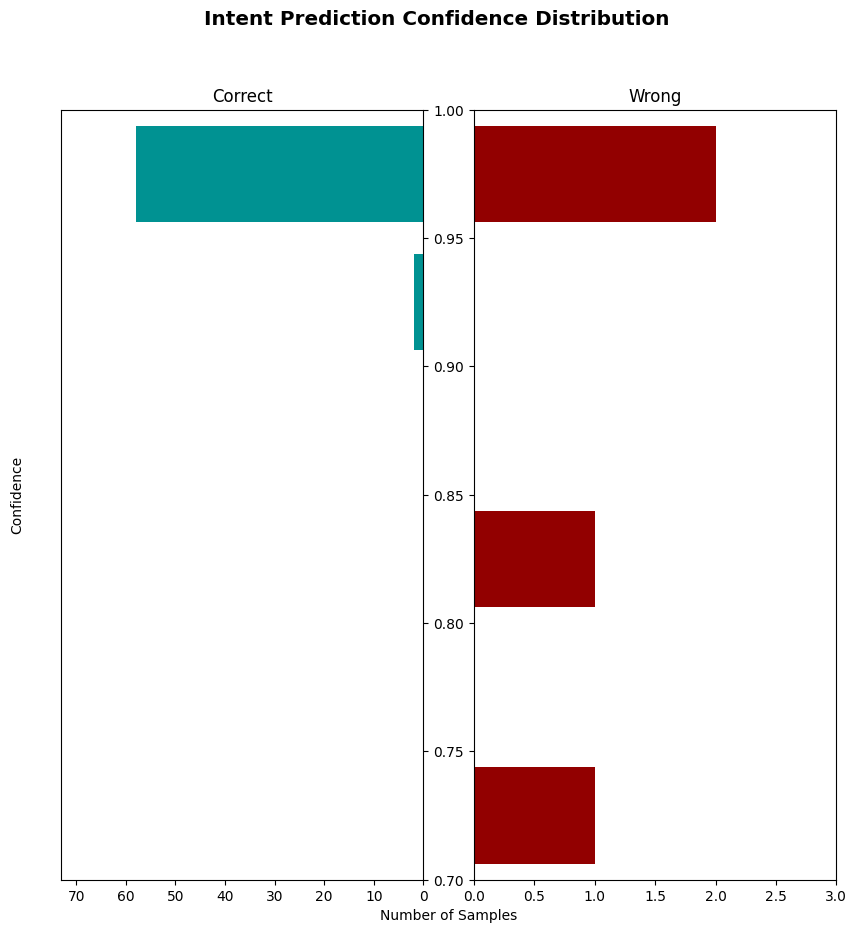 Intent Prediction Confidence Distribution
Correct
Wrong
Confidence
1.00
0.95
0.90
0.85
0.80
0.75
0.70
70 60 50 40 30 20 10 0
0.0 0.5 1.0 1.5 2.0 2.5 3.0
Number of Samples